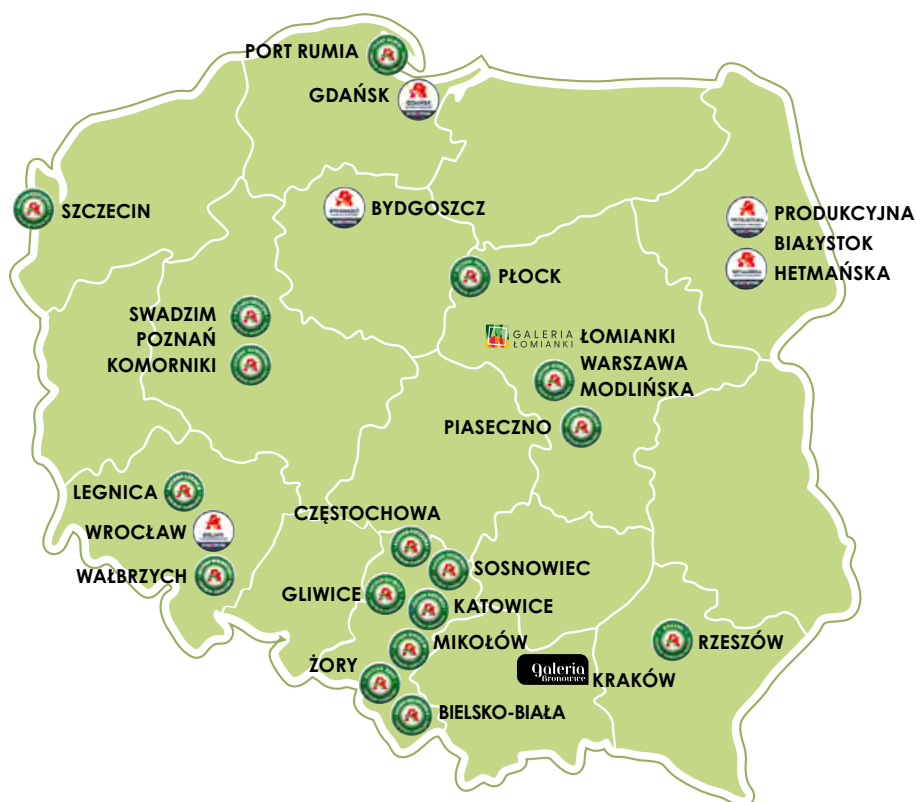 PORT RUMIA
GDAŃSK
SZCZECIN
BYDGOSZCZ
PRODUKCYJNA
BIAŁYSTOK
HETMAŃSKA
PŁOCK
SWADZIM
POZNAŃ
KOMORNIKI
GALERIA
ŁOMIANKI
ŁOMIANKI
WARSZAWA
MODLIŃSKA
PIASECZNO
LEGNICA
WROCŁAW
WAŁBRZYCH
CZĘSTOCHOWA
SOSNOWIEC
GLIWICE
KATOWICE
MIKOŁÓW
ŻORY
BIELSKO-BIAŁA
galeria
Bronowice
KRAKÓW
RZESZÓW